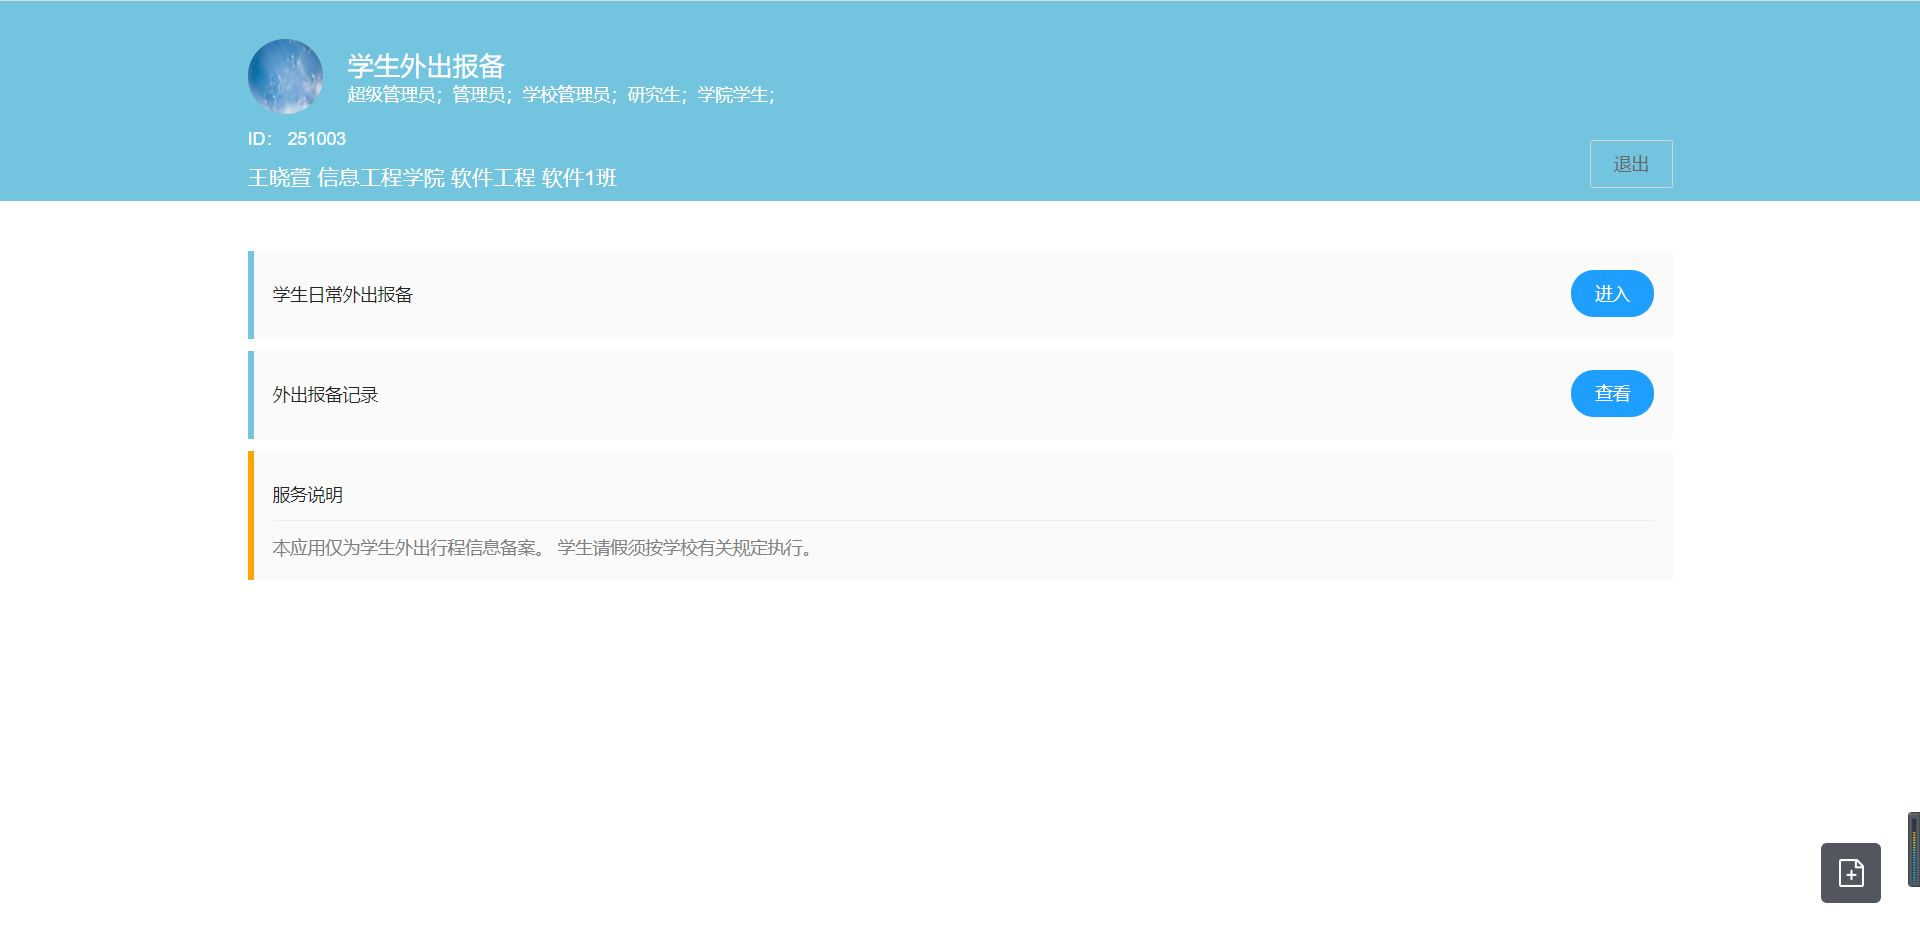 学生外出报备
超级管理员；管理员；学校管理员；研究生；学院学生；
ID： 251003
王晓萱 信息工程学院 软件工程 软件1班
退出
学生日常外出报备
进入
外出报备记录
查看
服务说明
本应用仅为学生外出行程信息备案。 学生请假须按学校有关规定执行。